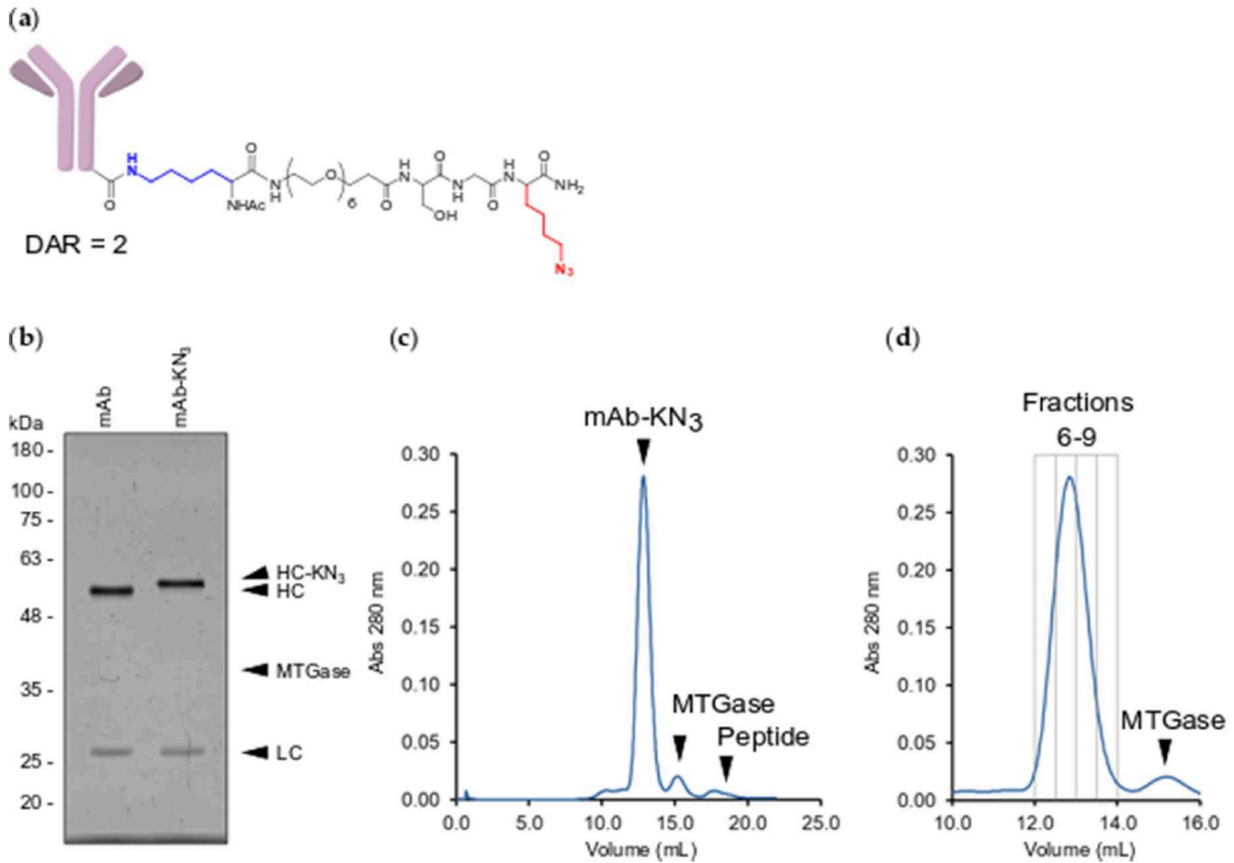 (a)
H
N
O
O
N
H
O
6
O
H
N
O
N
H
O
H
N
O
NH₂
NHAc
OH
N₃
DAR = 2
(b)
mAb
mAb-KN₃
kDa
180 -
100 -
75 -
63 -
48 -
35 -
25 -
20 -
HC-KN₃
HC
MTGase
LC
(c)
mAb-KN₃
MTGase
Peptide
Abs 280 nm
0.30
0.25
0.20
0.15
0.10
0.05
0.00
0.0 5.0 10.0 15.0 20.0 25.0
Volume (mL)
(d)
Fractions
6-9
MTGase
Abs 280 nm
0.30
0.25
0.20
0.15
0.10
0.05
0.00
10.0 12.0 14.0 16.0
Volume (mL)